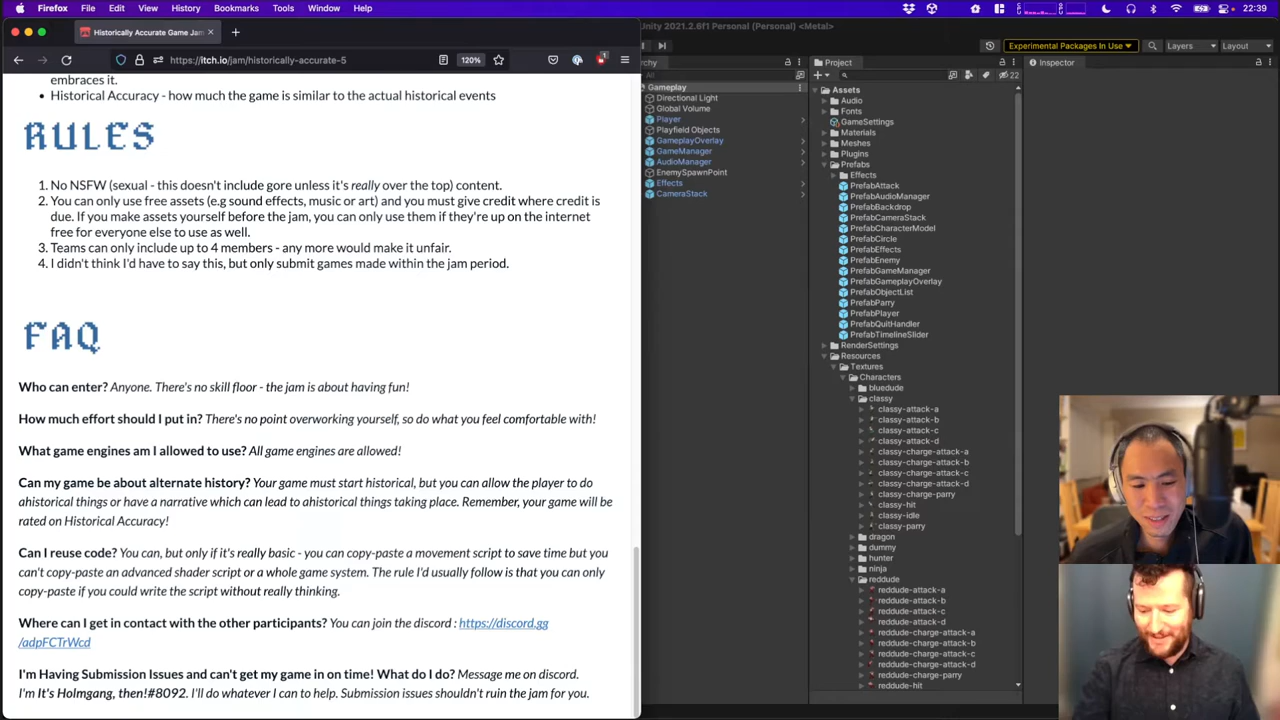 Firefox File Edit View History Bookmarks Tools Window Help 22:39
Historically Accurate Game Jam
Unity 2021.2.6f1 Personal (Personal) <Metal>
https://itch.io/jam/historically-accurate-5 120%
Experimental Packages In Use Layers Layout
embraces it.
• Historical Accuracy - how much the game is similar to the actual historical events
RULES
1. No NSFW (sexual - this doesn't include gore unless it's really over the top) content.
2. You can only use free assets (e.g sound effects, music or art) and you must give credit where credit is
due. If you make assets yourself before the jam, you can only use them if they're up on the internet
free for everyone else to use as well.
3. Teams can only include up to 4 members - any more would make it unfair.
4. I didn't think I'd have to say this, but only submit games made within the jam period.
FAQ
Who can enter? Anyone. There's no skill floor - the jam is about having fun!
How much effort should I put in? There's no point overworking yourself, so do what you feel comfortable with!
What game engines am I allowed to use? All game engines are allowed!
Can my game be about alternate history? Your game must start historical, but you can allow the player to do
ahistorical things or have a narrative which can lead to ahistorical things taking place. Remember, your game will be
rated on Historical Accuracy!
Can I reuse code? You can, but only if it's really basic - you can copy-paste a movement script to save time but you
can't copy-paste an advanced shader script or a whole game system. The rule I'd usually follow is that you can only
copy-paste if you could write the script without really thinking.
Where can I get in contact with the other participants? You can join the discord : https://discord.gg
/adpFCTrWcd
I'm Having Submission Issues and can't get my game in on time! What do I do? Message me on discord.
I'm It's Holmgang, then!#8092. I'll do whatever I can to help. Submission issues shouldn't ruin the jam for you.
rchy
All
Gameplay
Directional Light
Global Volume
Player
Playfield Objects
GameplayOverlay
GameManager
AudioManager
EnemySpawnPoint
Effects
CameraStack
Project
22
Assets
Audio
Fonts
GameSettings
Materials
Meshes
Plugins
Prefabs
Effects
PrefabAttack
PrefabAudioManager
PrefabBackdrop
PrefabCameraStack
PrefabCharacterModel
PrefabCircle
PrefabEffects
PrefabEnemy
PrefabGameManager
PrefabGameplayOverlay
PrefabObjectList
PrefabParry
PrefabPlayer
PrefabQuitHandler
PrefabTimelineSlider
RenderSettings
Resources
Textures
Characters
bluedude
classy
classy-attack-a
classy-attack-b
classy-attack-c
classy-attack-d
classy-charge-attack-a
classy-charge-attack-b
classy-charge-attack-c
classy-charge-attack-d
classy-charge-parry
classy-hit
classy-idle
classy-parry
dragon
dummy
hunter
ninja
reddude
reddude-attack-a
reddude-attack-b
reddude-attack-c
reddude-attack-d
reddude-charge-attack-a
reddude-charge-attack-b
reddude-charge-attack-c
reddude-charge-attack-d
reddude-charge-parry
reddude-hit
Inspector